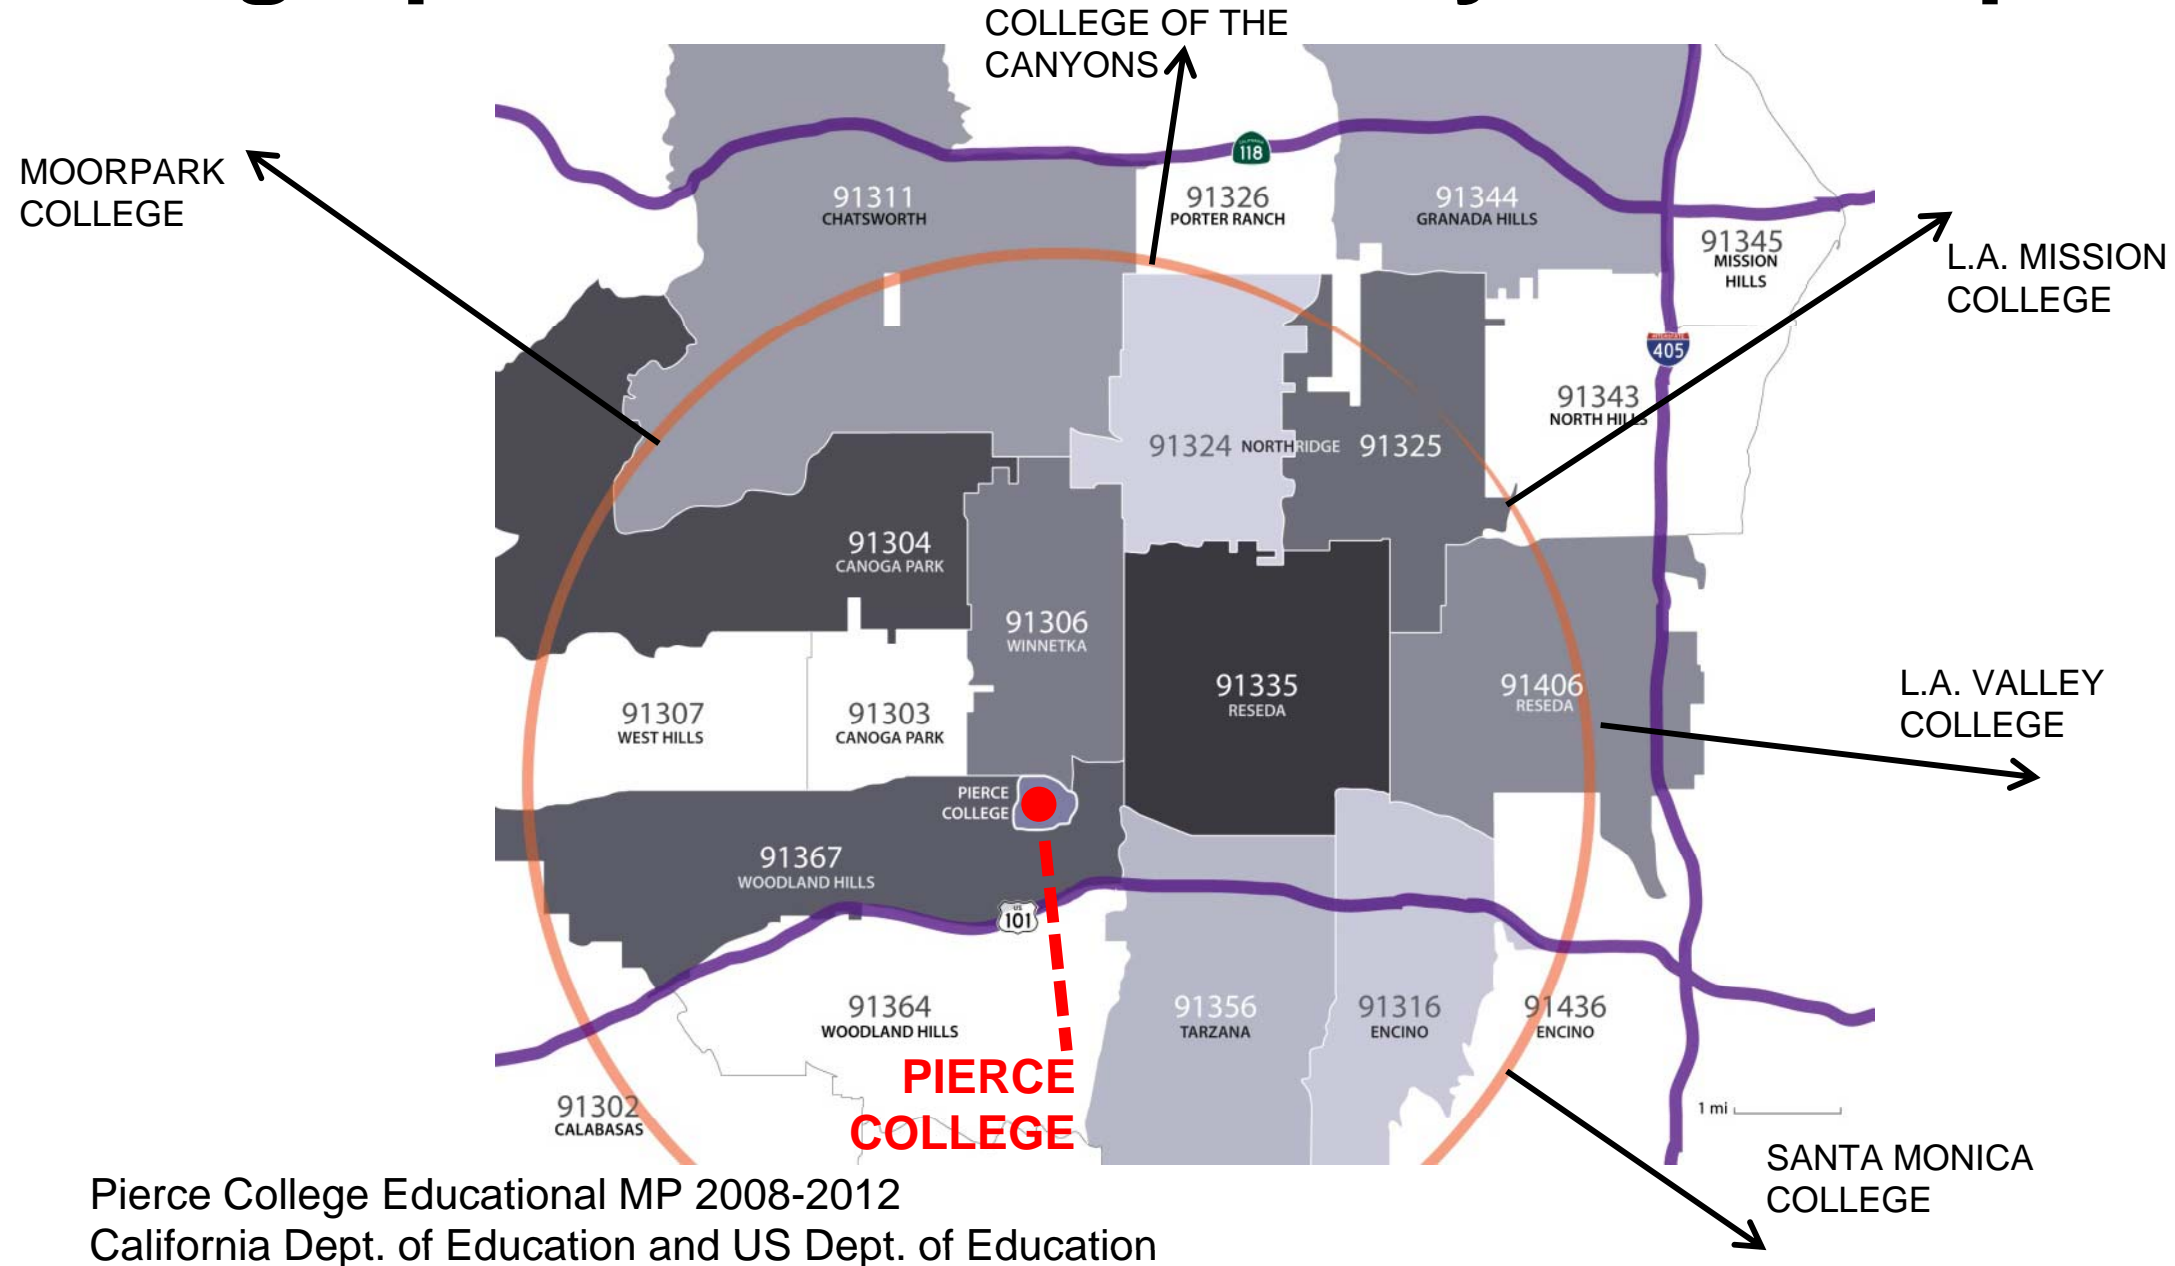 COLLEGE OF THE
CANYONS
MOORPARK
COLLEGE
CALIFORNIA
118
91311
CHATSWORTH
91326
PORTER RANCH
91344
GRANADA HILLS
91345
MISSION
HILLS
L.A. MISSION
COLLEGE
INTERSTATE
405
91343
NORTH HILLS
91324 NORTHRIDGE 91325
91304
CANOGA PARK
91306
WINNETKA
91335
RESEDA
91406
RESEDA
L.A. VALLEY
COLLEGE
91307
WEST HILLS
91303
CANOGA PARK
PIERCE
COLLEGE
91367
WOODLAND HILLS
US
101
91364
WOODLAND HILLS
91356
TARZANA
91316
ENCINO
91436
ENCINO
PIERCE
COLLEGE
91302
CALABASAS
1 mi
SANTA MONICA
COLLEGE
Pierce College Educational MP 2008-2012
California Dept. of Education and US Dept. of Education